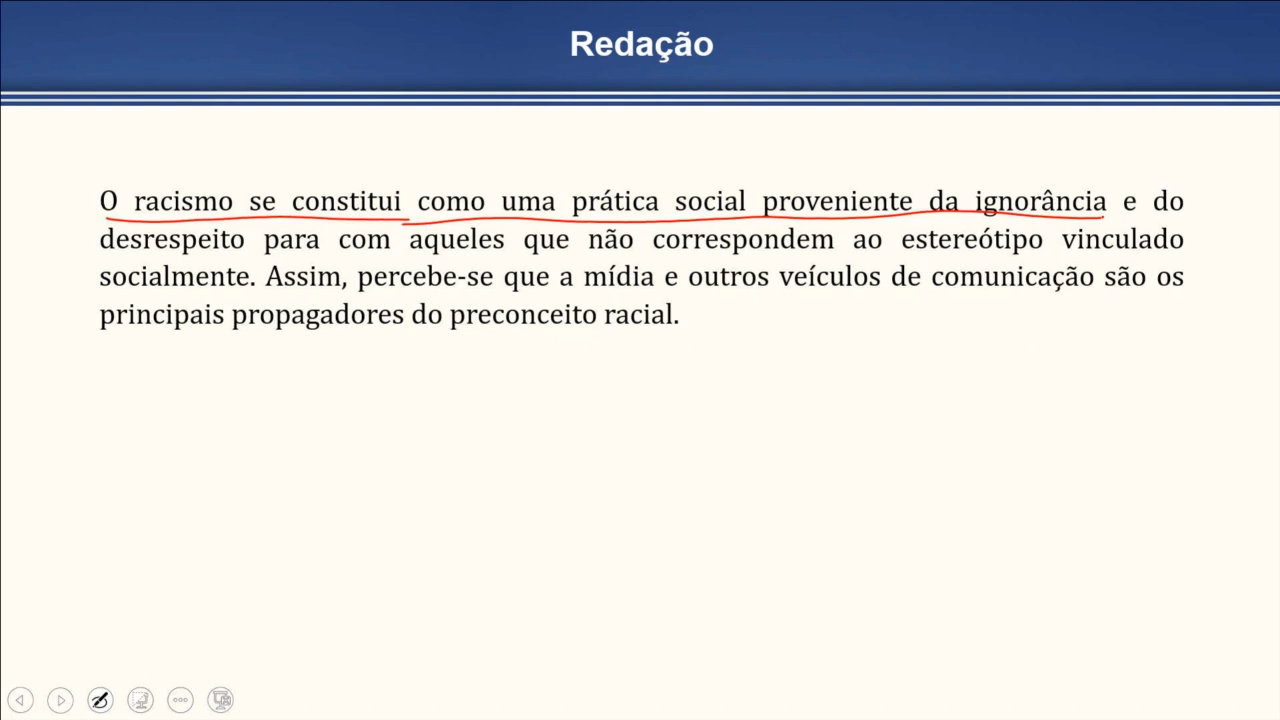 Redação
O racismo se constitui como uma prática social proveniente da ignorância e do
desrespeito para com aqueles que não correspondem ao estereótipo vinculado
socialmente. Assim, percebe-se que a mídia e outros veículos de comunicação são os
principais propagadores do preconceito racial.